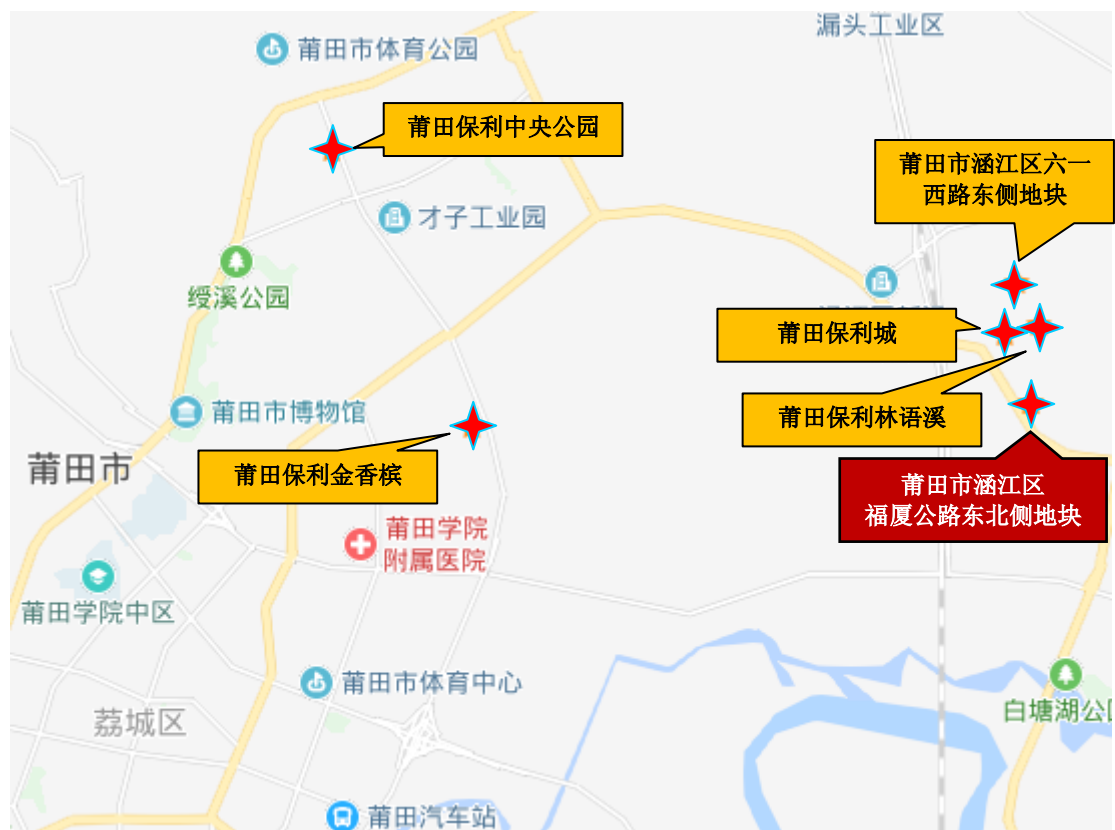 漏头工业区
莆田市体育公园
莆田保利中央公园
莆田市涵江区六一
西路东侧地块
才子工业园
绶溪公园
莆田保利城
莆田市博物馆
莆田保利林语溪
莆田市
莆田保利金香槟
莆田市涵江区
福厦公路东北侧地块
莆田学院
附属医院
莆田学院中区
莆田市体育中心
荔城区
白塘湖公
莆田汽车站